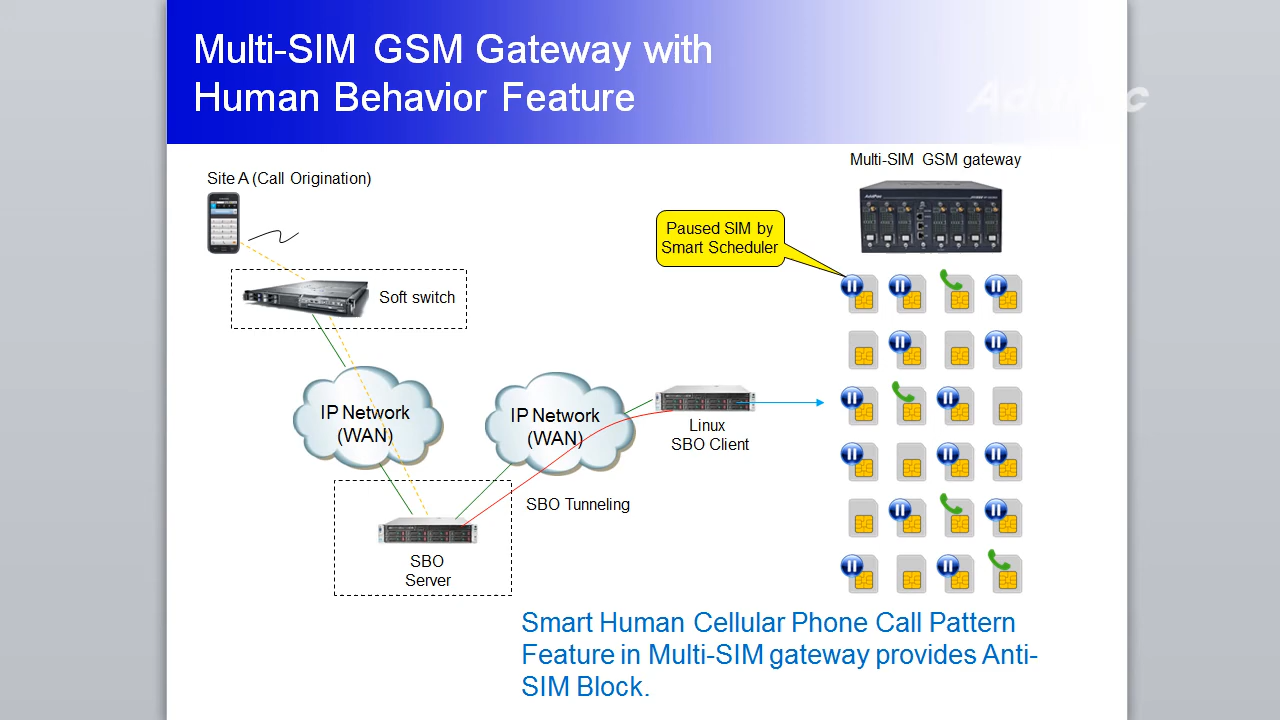 Multi-SIM GSM Gateway with
Human Behavior Feature
Multi-SIM GSM gateway
Site A (Call Origination)
Paused SIM by
Smart Scheduler
Soft switch
IP Network
(WAN)
IP Network
(WAN)
Linux
SBO Client
SBO Tunneling
SBO
Server
Smart Human Cellular Phone Call Pattern
Feature in Multi-SIM gateway provides Anti-
SIM Block.